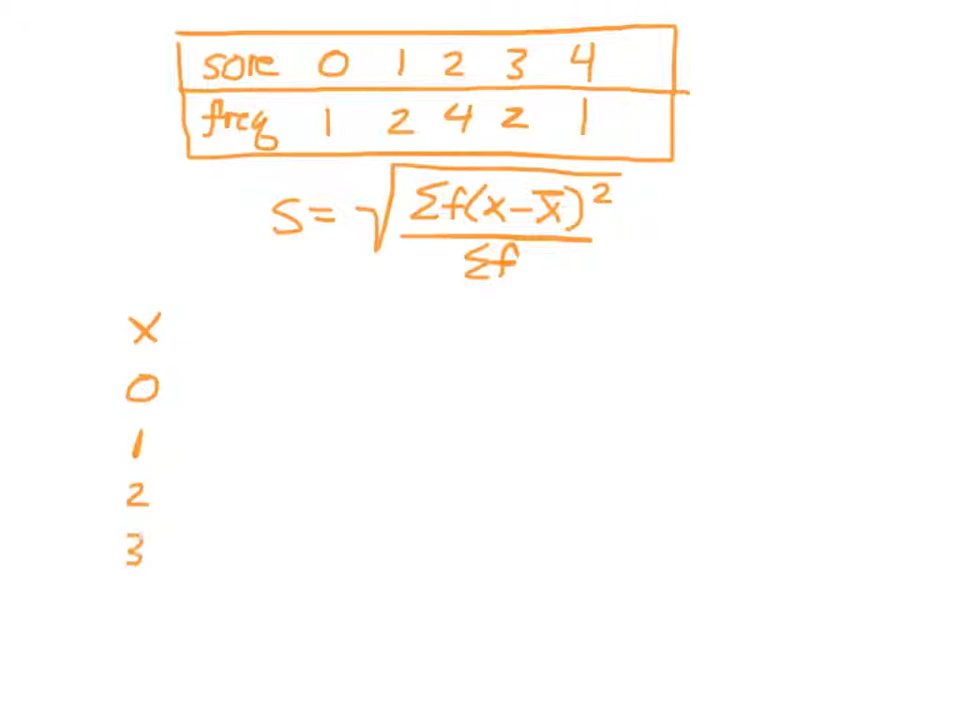 sore 0 1 2 3 4
freq 1 2 4 2 1
S = √(Σf(x-x̄)² / Σf)
x
0
1
2
3